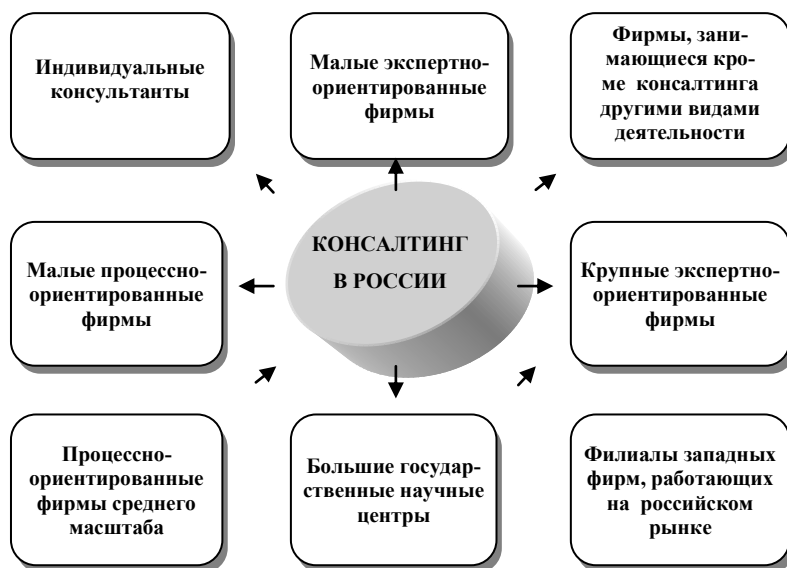 Индивидуальные
консультанты
Малые экспертно-
ориентированные
фирмы
Фирмы, зани-
мающиеся кро-
ме консалтинга
другими видами
деятельности
Малые процессно-
ориентированные
фирмы
КОНСАЛТИНГ
В РОССИИ
Крупные экспертно-
ориентированные
фирмы
Процессно-
ориентированные
фирмы среднего
масштаба
Большие государ-
ственные научные
центры
Филиалы западных
фирм, работающих
на российском
рынке